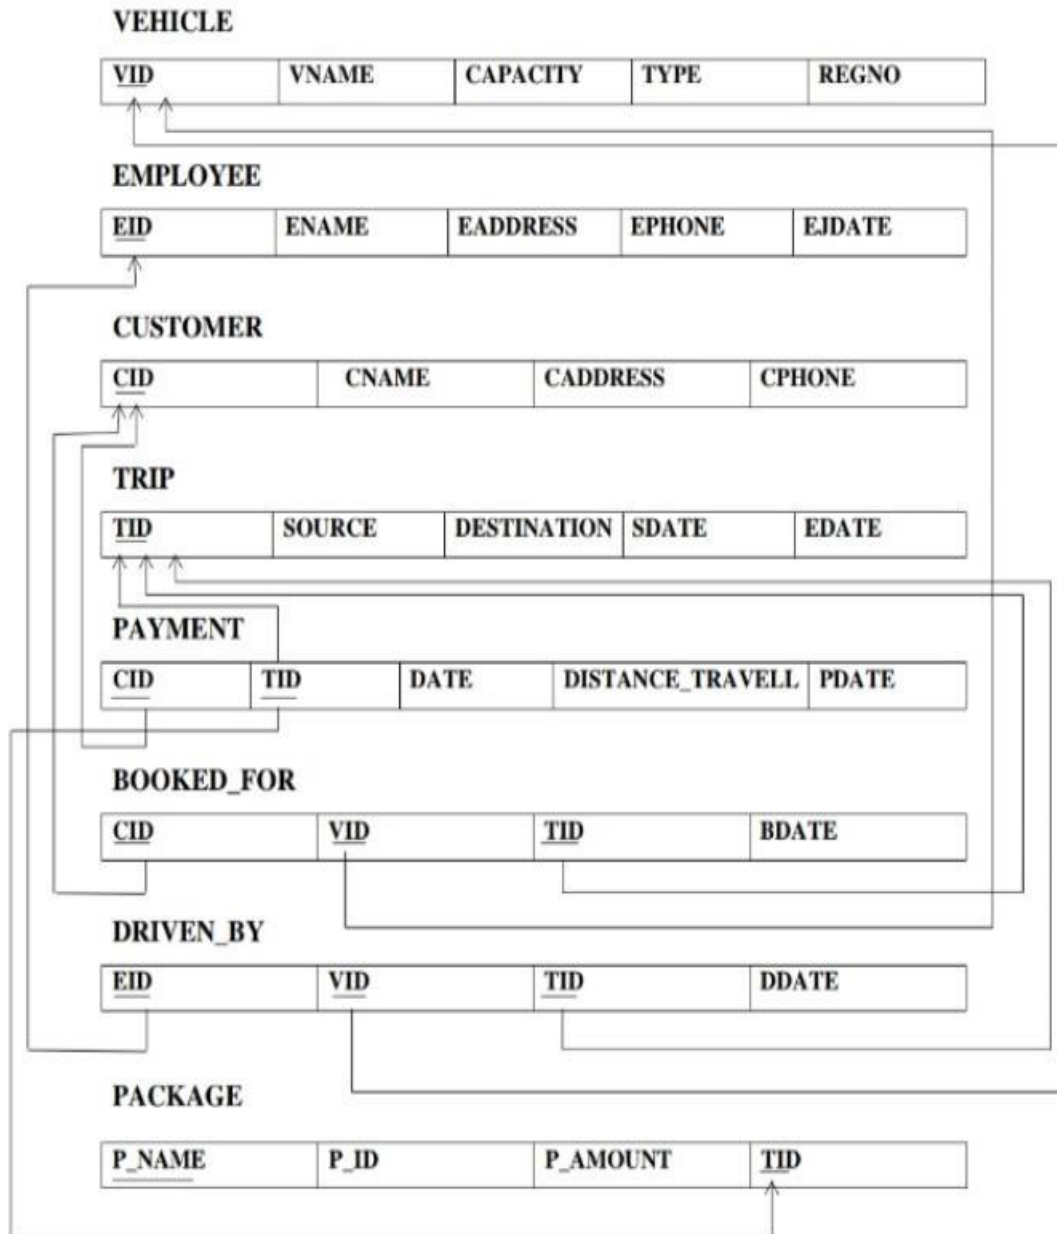 VEHICLE
VID VNAME CAPACITY TYPE REGNO
EMPLOYEE
EID ENAME EADDRESS EPHONE EJDATE
CUSTOMER
CID CNAME CADDRESS CPHONE
TRIP
TID SOURCE DESTINATION SDATE EDATE
PAYMENT
CID TID DATE DISTANCE_TRAVELL PDATE
BOOKED_FOR
CID VID TID BDATE
DRIVEN_BY
EID VID TID DDATE
PACKAGE
P_NAME P_ID P_AMOUNT TID